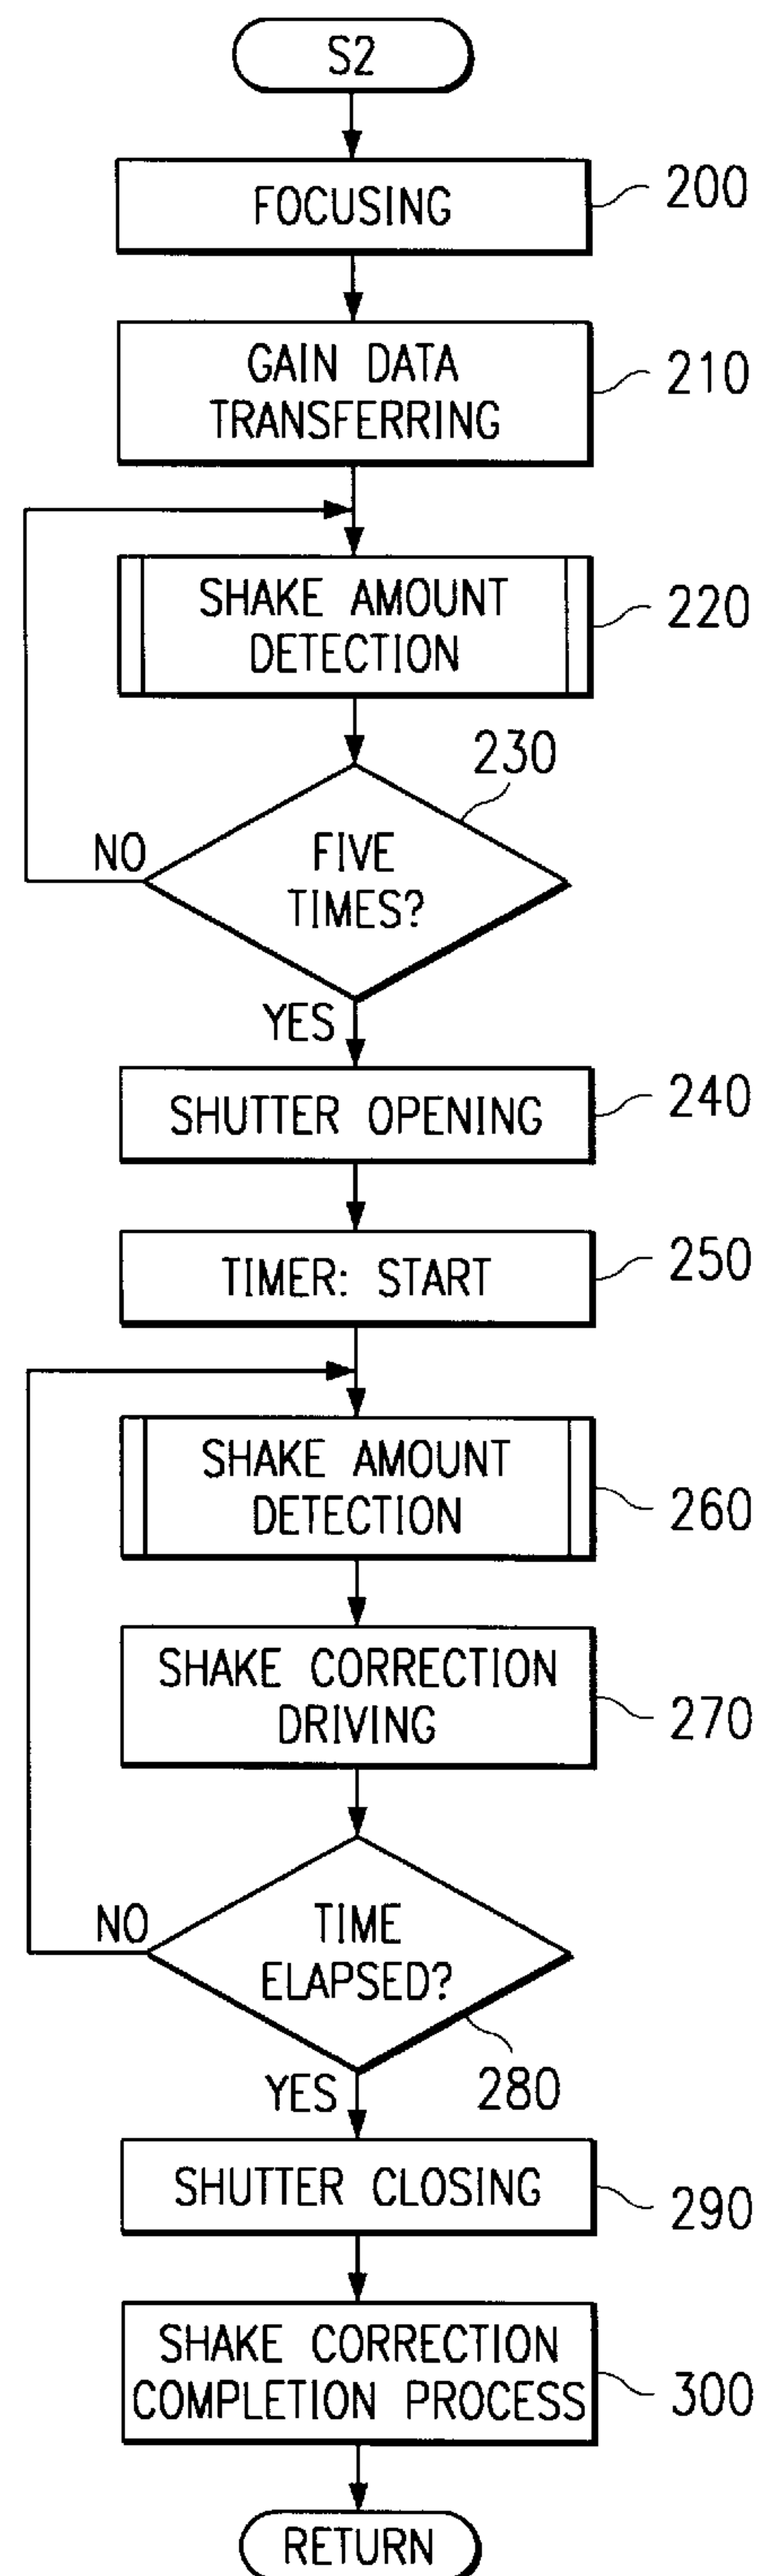 S2
FOCUSING
200
GAIN DATA
TRANSFERRING
210
SHAKE AMOUNT
DETECTION
220
230
FIVE
TIMES?
NO
YES
SHUTTER OPENING
240
TIMER: START
250
SHAKE AMOUNT
DETECTION
260
SHAKE CORRECTION
DRIVING
270
TIME
ELAPSED?
NO
280
YES
SHUTTER CLOSING
290
SHAKE CORRECTION
COMPLETION PROCESS
300
RETURN